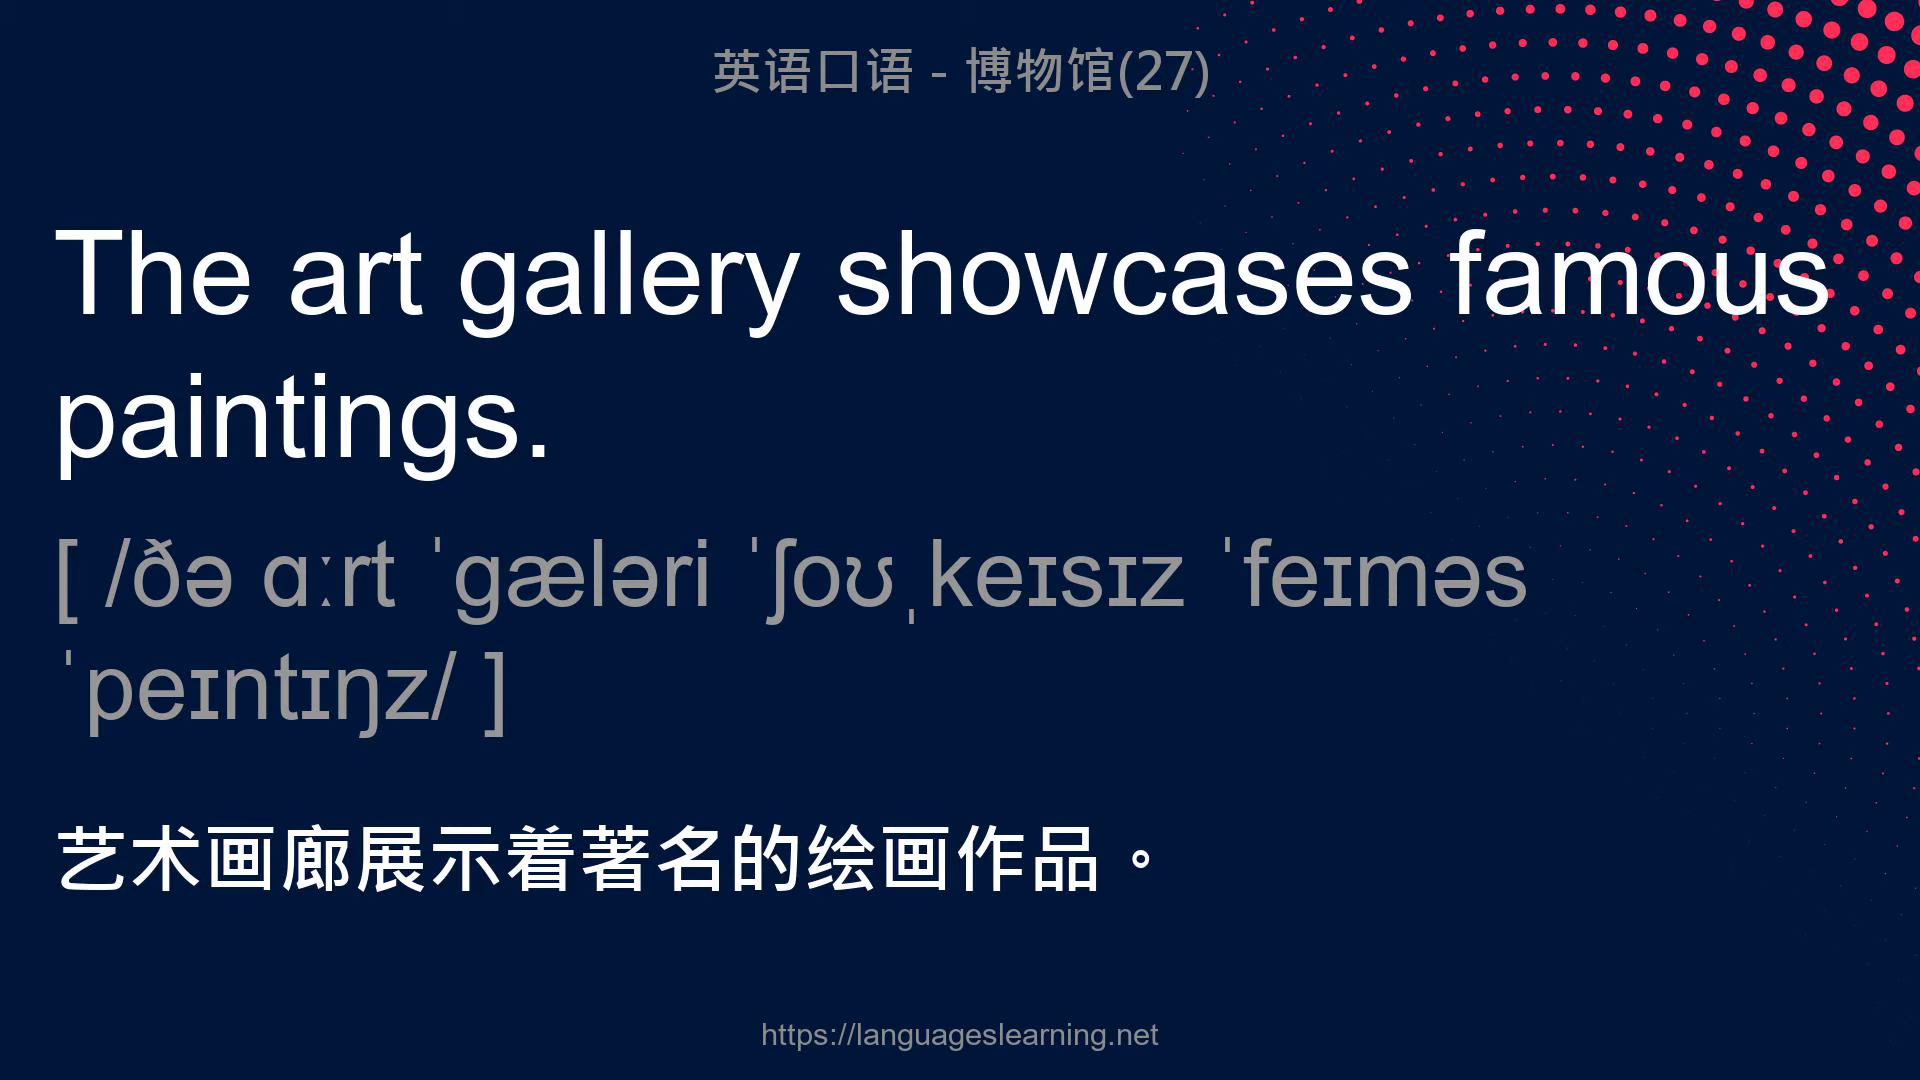 英语口语 - 博物馆(27)
The art gallery showcases famous
paintings.
[ /ðə ɑːrt ˈɡæləri ˈʃoʊˌkeɪsɪz ˈfeɪməs
ˈpeɪntɪŋz/ ]
艺术画廊展示着著名的绘画作品。
https://languageslearning.net